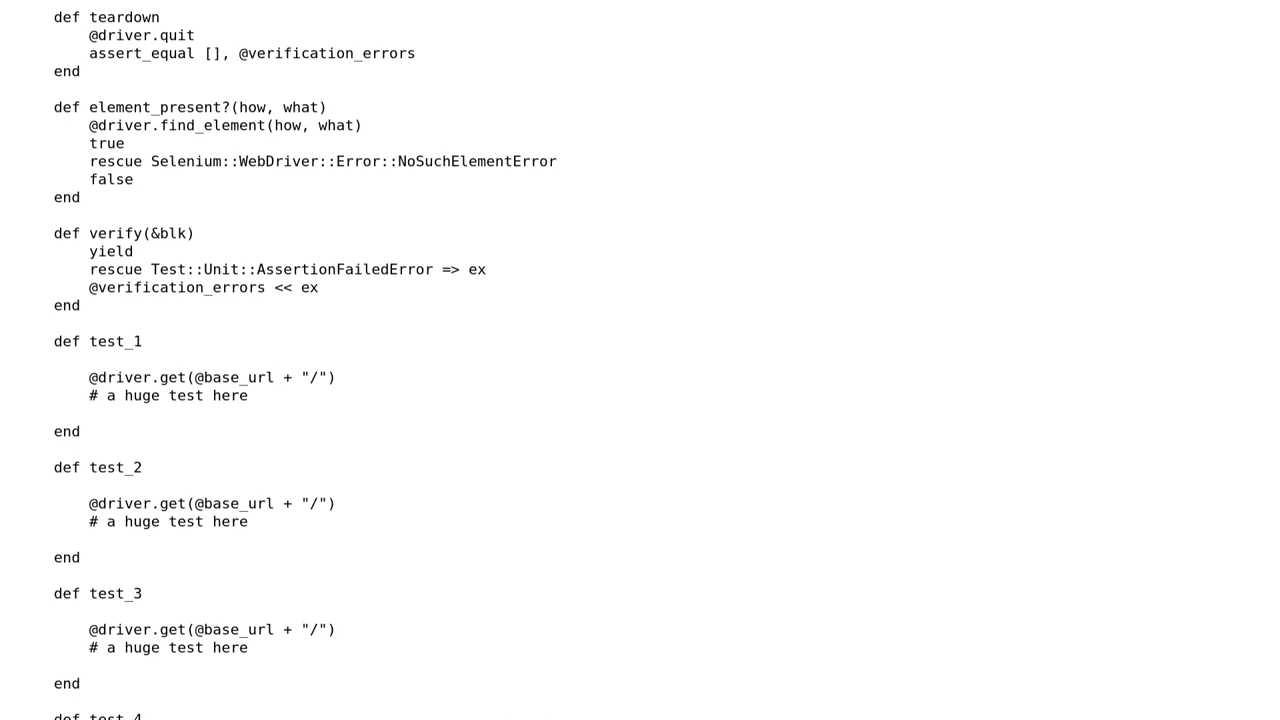 def teardown
@driver.quit
assert_equal [], @verification_errors
end
def element_present?(how, what)
@driver.find_element(how, what)
true
rescue Selenium::WebDriver::Error::NoSuchElementError
false
end
def verify(&blk)
yield
rescue Test::Unit::AssertionFailedError => ex
@verification_errors << ex
end
def test_1
@driver.get(@base_url + "/")
# a huge test here
end
def test_2
@driver.get(@base_url + "/")
# a huge test here
end
def test_3
@driver.get(@base_url + "/")
# a huge test here
end
def test_4